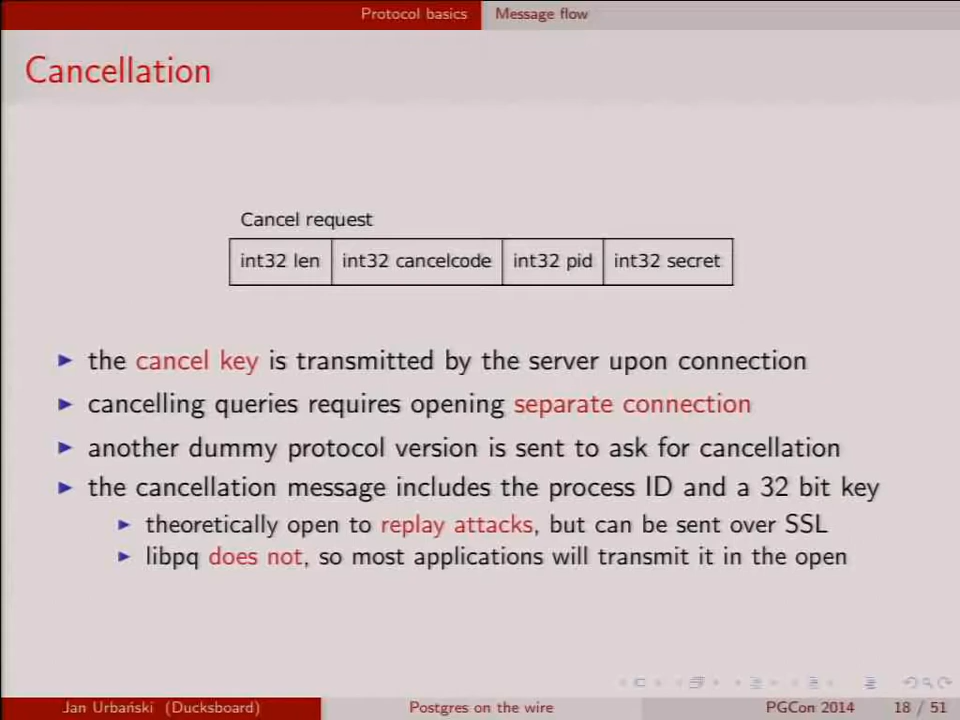 Protocol basics Message flow
Cancellation
Cancel request
int32 len int32 cancelcode int32 pid int32 secret
the cancel key is transmitted by the server upon connection
cancelling queries requires opening separate connection
another dummy protocol version is sent to ask for cancellation
the cancellation message includes the process ID and a 32 bit key
theoretically open to replay attacks, but can be sent over SSL
libpq does not, so most applications will transmit it in the open
Jan Urbański (Ducksboard) Postgres on the wire PGCon 2014 18 / 51